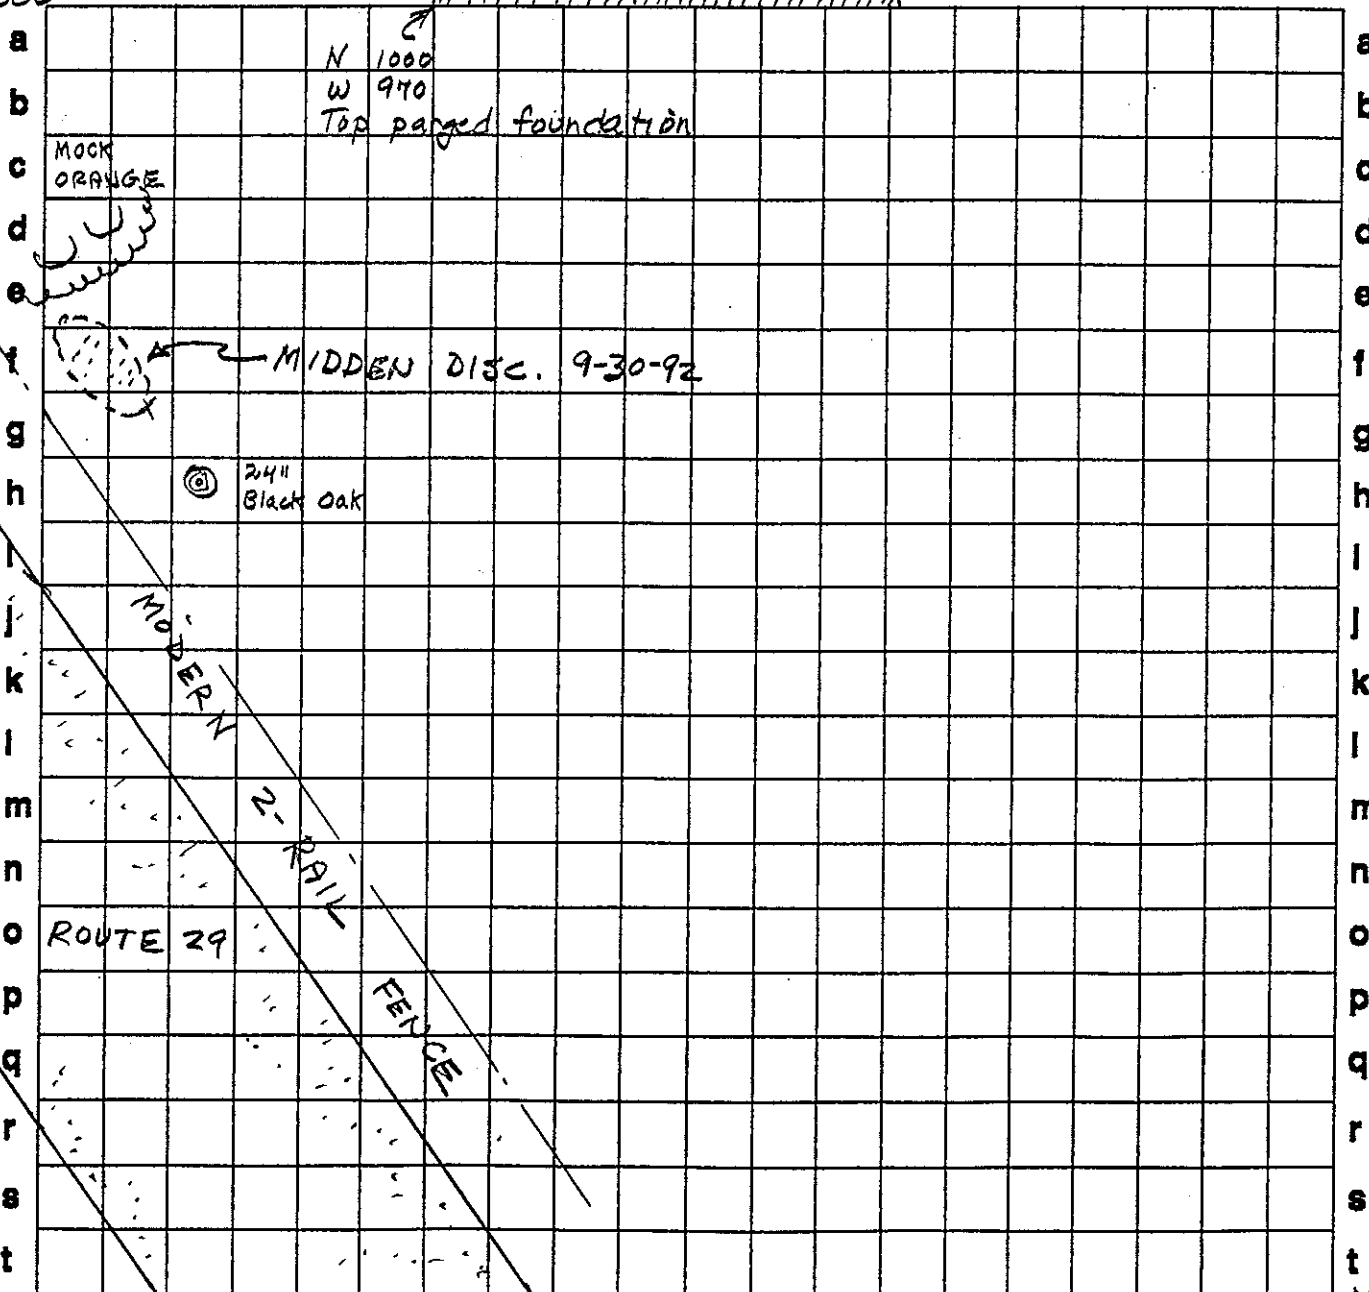 a a
N 1000
b W 970 b
Top parged foundation
c MOCK c
ORANGE
d d
e e
f MIDDEN DISC. 9-30-92 f
g g
h 24" h
Black Oak
i i
j j
k k
l l
m m
n n
MODERN 2-RAIL FENCE
o ROUTE 29 o
p p
q q
r r
s s
t t